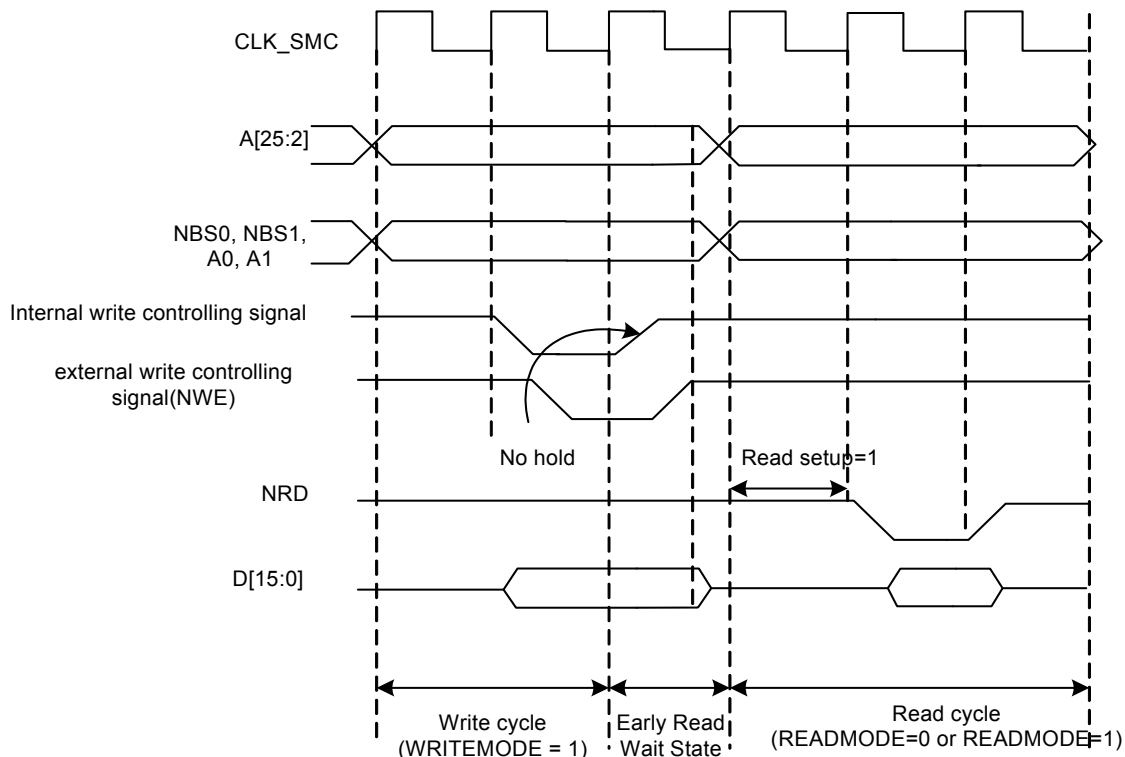 CLK_SMC
A[25:2]
NBS0, NBS1,
A0, A1
Internal write controlling signal
external write controlling
signal(NWE)
No hold
Read setup=1
NRD
D[15:0]
Write cycle
(WRITEMODE = 1)
Early Read
Wait State
Read cycle
(READMODE=0 or READMODE=1)